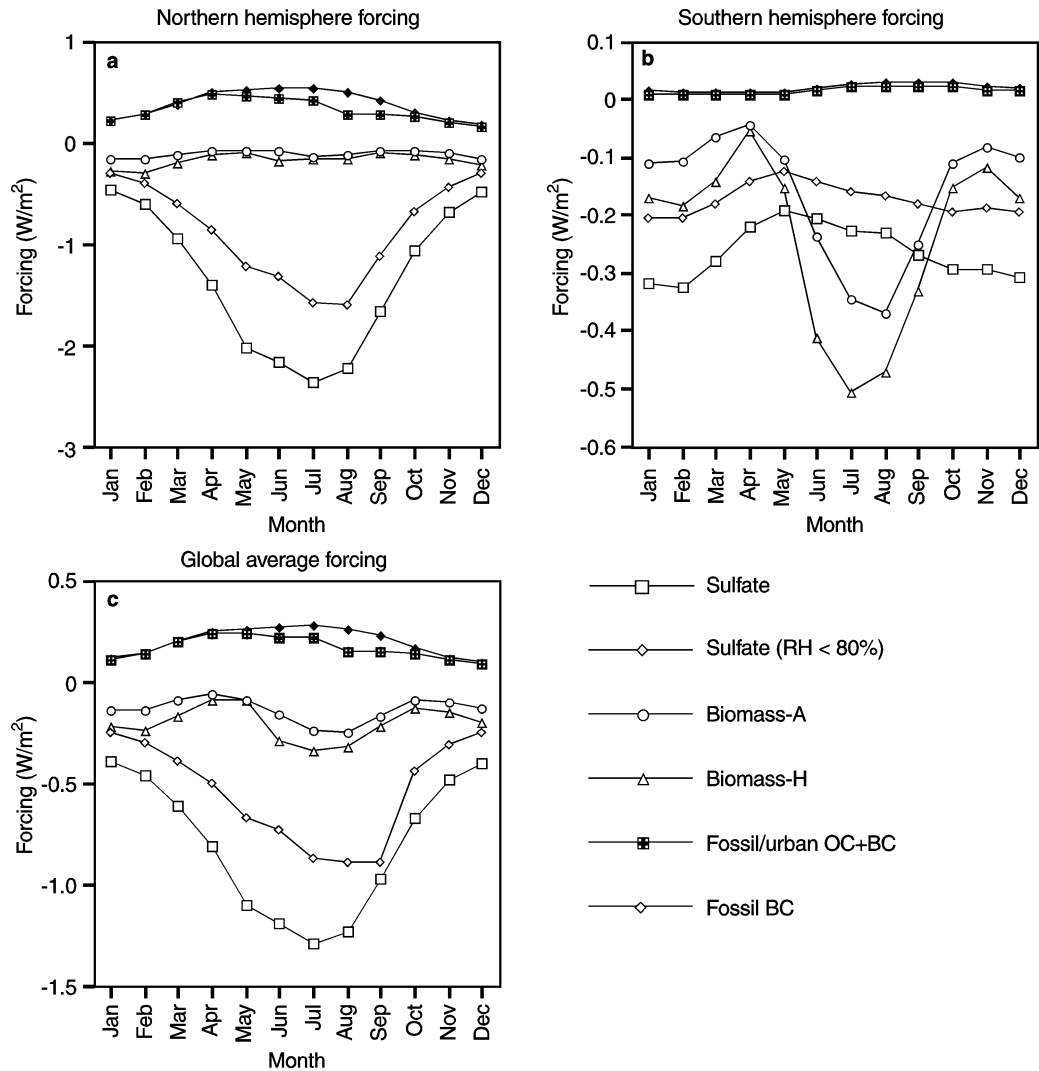 Northern hemisphere forcing
a
1
0
-1
-2
-3
Forcing (W/m²)
Jan
Feb
Mar
Apr
May
Jun
Jul
Aug
Sep
Oct
Nov
Dec
Month
Southern hemisphere forcing
b
0.1
0
-0.1
-0.2
-0.3
-0.4
-0.5
-0.6
Forcing (W/m²)
Jan
Feb
Mar
Apr
May
Jun
Jul
Aug
Sep
Oct
Nov
Dec
Month
Global average forcing
c
0.5
0
-0.5
-1.0
-1.5
Forcing (W/m²)
Jan
Feb
Mar
Apr
May
Jun
Jul
Aug
Sep
Oct
Nov
Dec
Month
Sulfate
Sulfate (RH < 80%)
Biomass-A
Biomass-H
Fossil/urban OC+BC
Fossil BC